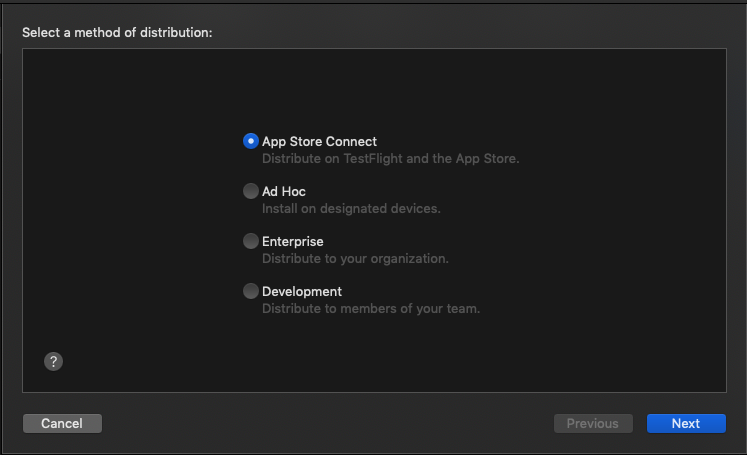 Select a method of distribution:
App Store Connect
Distribute on TestFlight and the App Store.
Ad Hoc
Install on designated devices.
Enterprise
Distribute to your organization.
Development
Distribute to members of your team.
?
Cancel
Previous
Next